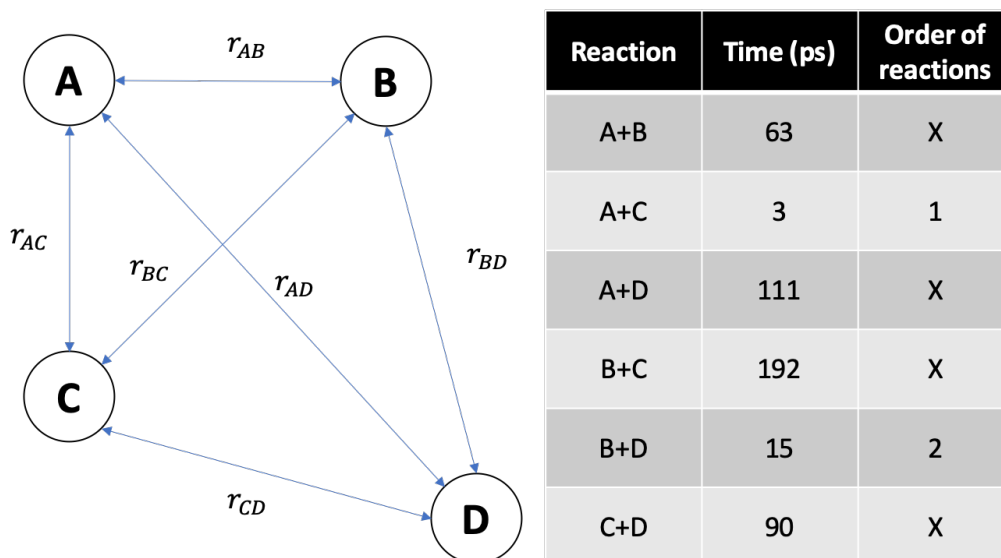 r_AB
A
B
r_AC
r_BC
r_AD
r_BD
C
r_CD
D
Reaction Time (ps) Order of reactions
A+B 63 X
A+C 3 1
A+D 111 X
B+C 192 X
B+D 15 2
C+D 90 X